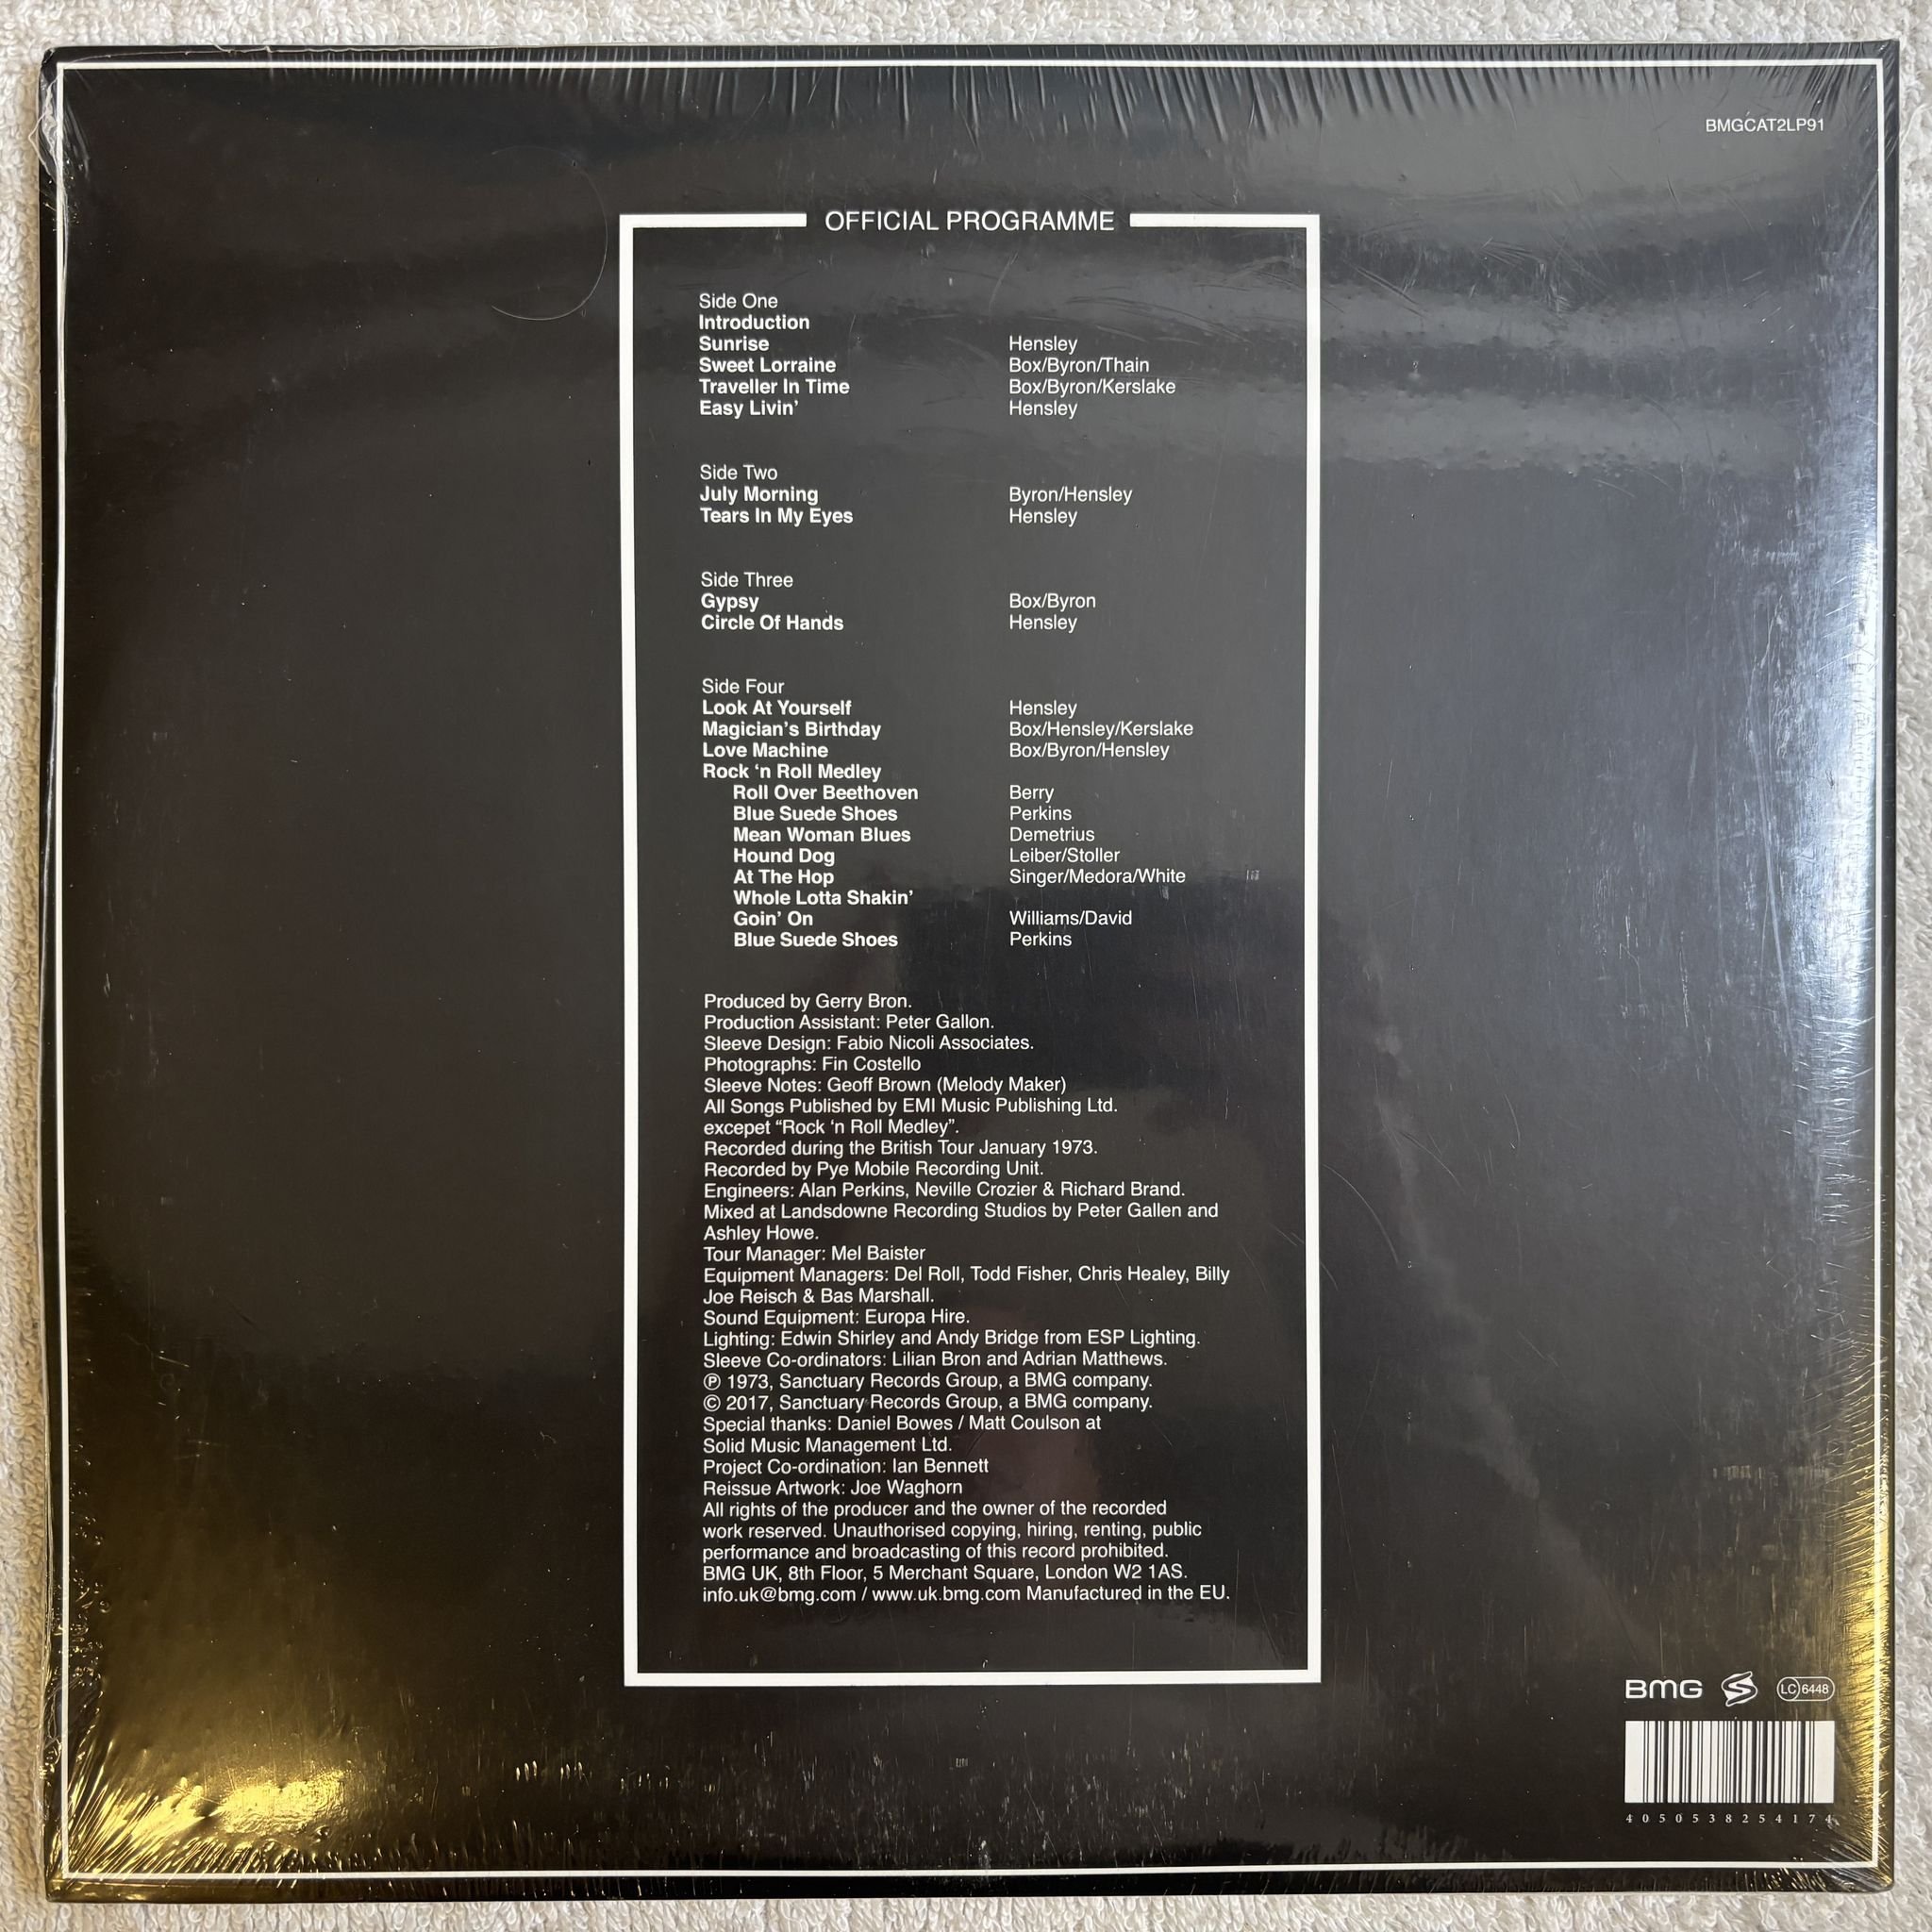 BMGCAT2LP91
OFFICIAL PROGRAMME
Side One
Introduction
Sunrise Hensley
Sweet Lorraine Box/Byron/Thain
Traveller In Time Box/Byron/Kerslake
Easy Livin’ Hensley
Side Two
July Morning Byron/Hensley
Tears In My Eyes Hensley
Side Three
Gypsy Box/Byron
Circle Of Hands Hensley
Side Four
Look At Yourself Hensley
Magician’s Birthday Box/Hensley/Kerslake
Love Machine Box/Byron/Hensley
Rock ‘n Roll Medley
Roll Over Beethoven Berry
Blue Suede Shoes Perkins
Mean Woman Blues Demetrius
Hound Dog Leiber/Stoller
At The Hop Singer/Medora/White
Whole Lotta Shakin’
Goin’ On Williams/David
Blue Suede Shoes Perkins
Produced by Gerry Bron.
Production Assistant: Peter Gallon.
Sleeve Design: Fabio Nicoli Associates.
Photographs: Fin Costello
Sleeve Notes: Geoff Brown (Melody Maker)
All Songs Published by EMI Music Publishing Ltd.
excepet “Rock ‘n Roll Medley”.
Recorded during the British Tour January 1973.
Recorded by Pye Mobile Recording Unit.
Engineers: Alan Perkins, Neville Crozier & Richard Brand.
Mixed at Landsdowne Recording Studios by Peter Gallen and
Ashley Howe.
Tour Manager: Mel Baister
Equipment Managers: Del Roll, Todd Fisher, Chris Healey, Billy
Joe Reisch & Bas Marshall.
Sound Equipment: Europa Hire.
Lighting: Edwin Shirley and Andy Bridge from ESP Lighting.
Sleeve Co-ordinators: Lilian Bron and Adrian Matthews.
℗ 1973, Sanctuary Records Group, a BMG company.
© 2017, Sanctuary Records Group, a BMG company.
Special thanks: Daniel Bowes / Matt Coulson at
Solid Music Management Ltd.
Project Co-ordination: Ian Bennett
Reissue Artwork: Joe Waghorn
All rights of the producer and the owner of the recorded
work reserved. Unauthorised copying, hiring, renting, public
performance and broadcasting of this record prohibited.
BMG UK, 8th Floor, 5 Merchant Square, London W2 1AS.
info.uk@bmg.com / www.uk.bmg.com Manufactured in the EU.
BMG S LC 6448
4050538254174